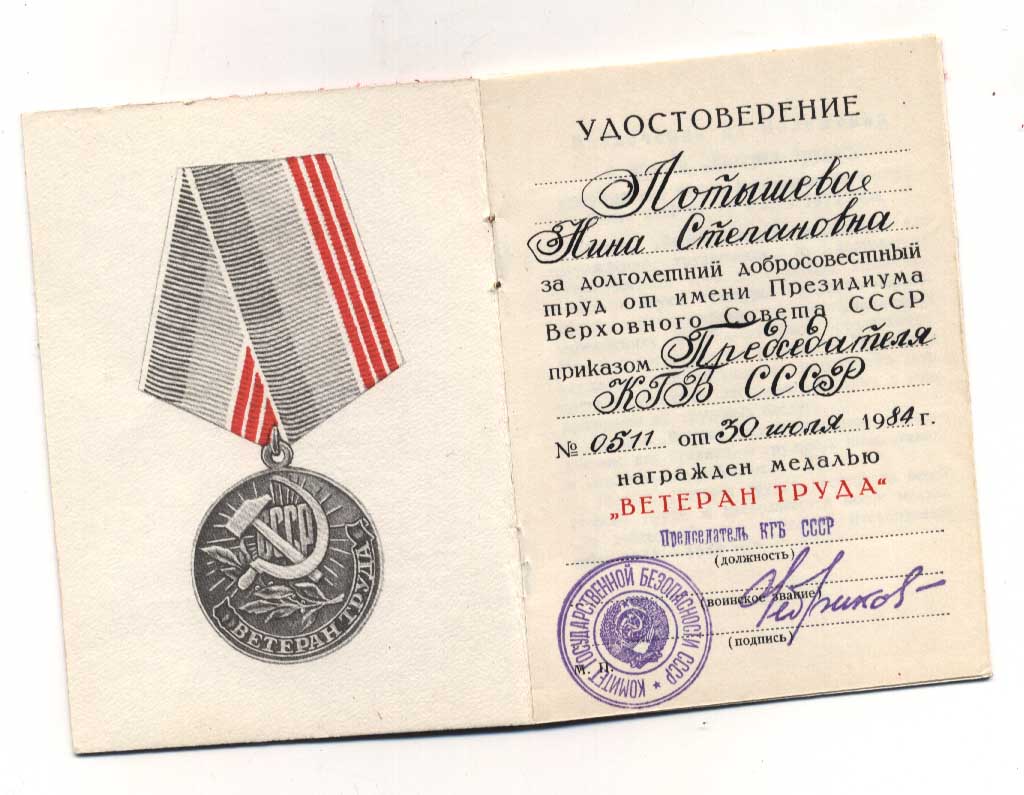 СССР
ВЕТЕРАН ТРУДА
УДОСТОВЕРЕНИЕ
Лотышева
Нина Степановна
за долголетний добросовестный
труд от имени Президиума
Верховного Совета СССР
приказом Председателя
КГБ СССР
№ 0511 от 30 июля 1984 г.
награжден медалью
„ВЕТЕРАН ТРУДА“
Председатель КГБ СССР
(должность)
(воинское звание)
(подпись)
М. П.
КОМИТЕТ ГОСУДАРСТВЕННОЙ БЕЗОПАСНОСТИ СССР